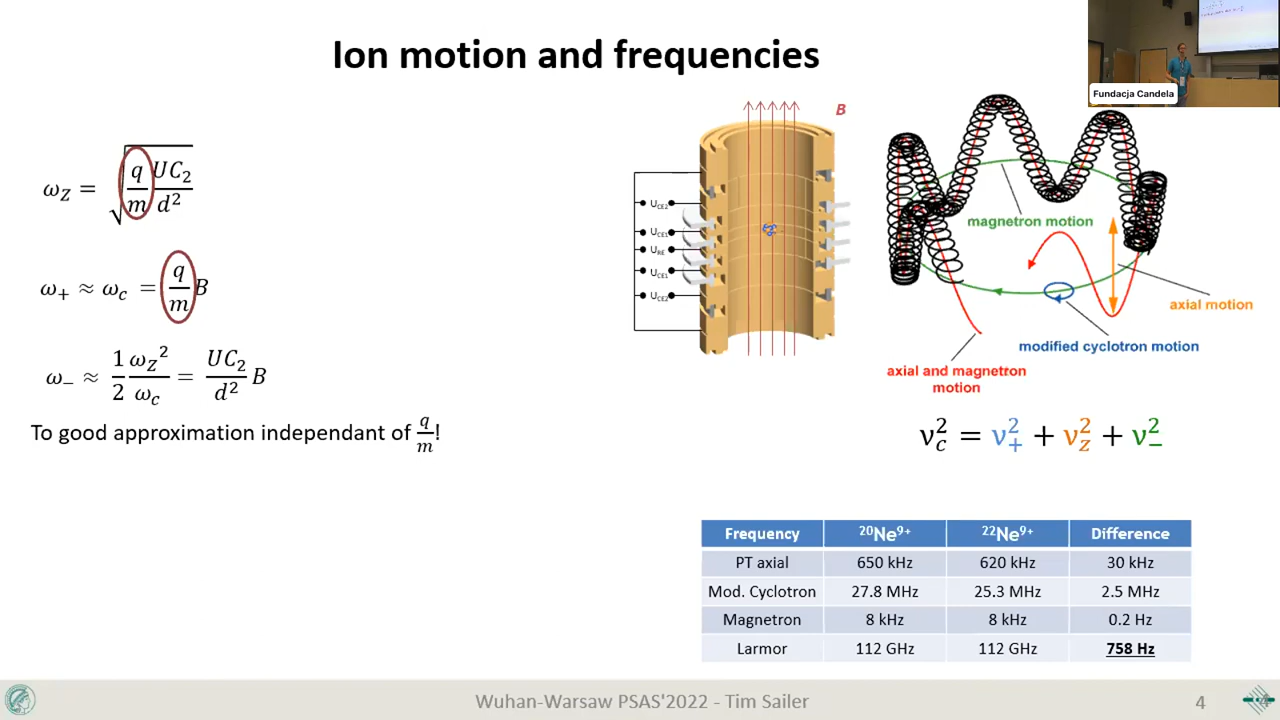 Ion motion and frequencies
Fundacja Candela
ω_Z = √(q/m UC₂/d²)
ω₊ ≈ ω_c = q/m B
ω₋ ≈ 1/2 ω_Z²/ω_c = UC₂/d² B
To good approximation independant of q/m!
B
U_CE2
U_CE1
U_RE
U_CE1
U_CE2
magnetron motion
axial motion
modified cyclotron motion
axial and magnetron
motion
ν_c² = ν₊² + ν_z² + ν₋²
Frequency ²⁰Ne⁹⁺ ²²Ne⁹⁺ Difference
PT axial 650 kHz 620 kHz 30 kHz
Mod. Cyclotron 27.8 MHz 25.3 MHz 2.5 MHz
Magnetron 8 kHz 8 kHz 0.2 Hz
Larmor 112 GHz 112 GHz 758 Hz
Wuhan-Warsaw PSAS'2022 - Tim Sailer
4